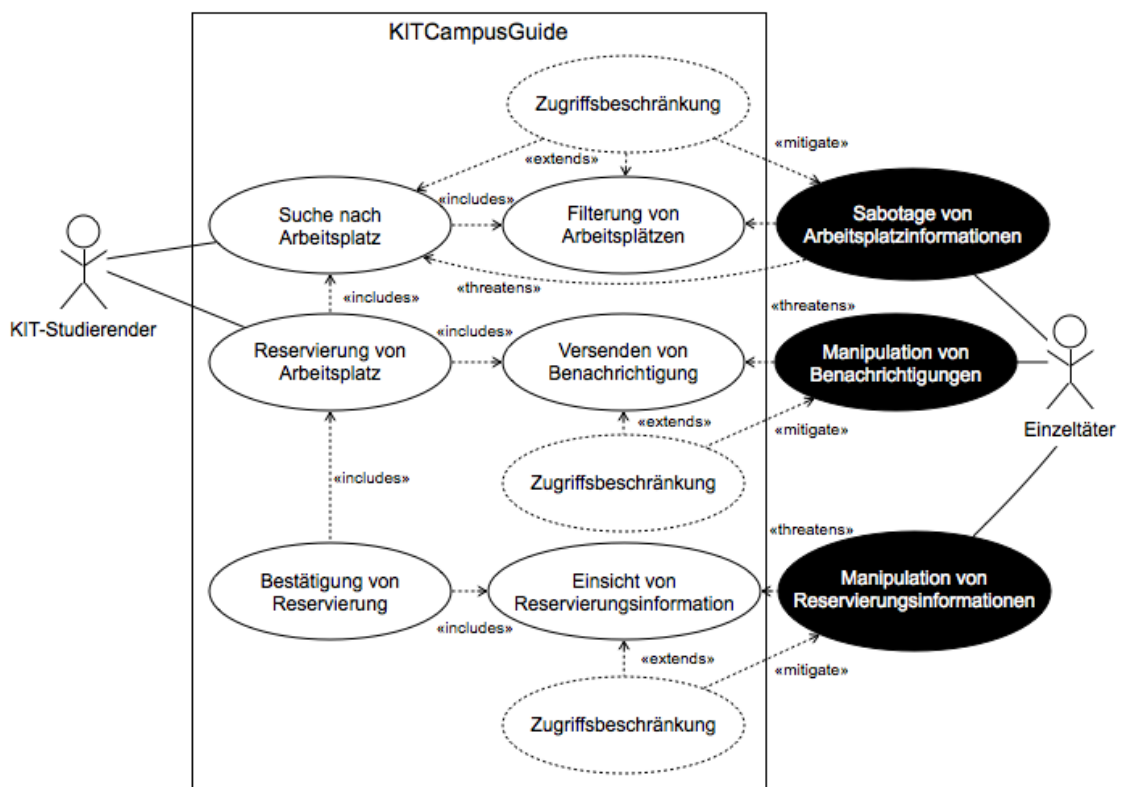 KITCampusGuide
Zugriffsbeschränkung
«mitigate»
«extends»
«includes»
Suche nach
Arbeitsplatz
Filterung von
Arbeitsplätzen
Sabotage von
Arbeitsplatzinformationen
«threatens»
«includes»
KIT-Studierender
«threatens»
«includes»
Reservierung von
Arbeitsplatz
Versenden von
Benachrichtigung
Manipulation von
Benachrichtigungen
Einzeltäter
«extends»
«mitigate»
Zugriffsbeschränkung
«includes»
«threatens»
Bestätigung von
Reservierung
Einsicht von
Reservierungsinformation
Manipulation von
Reservierungsinformationen
«includes»
«extends»
«mitigate»
Zugriffsbeschränkung